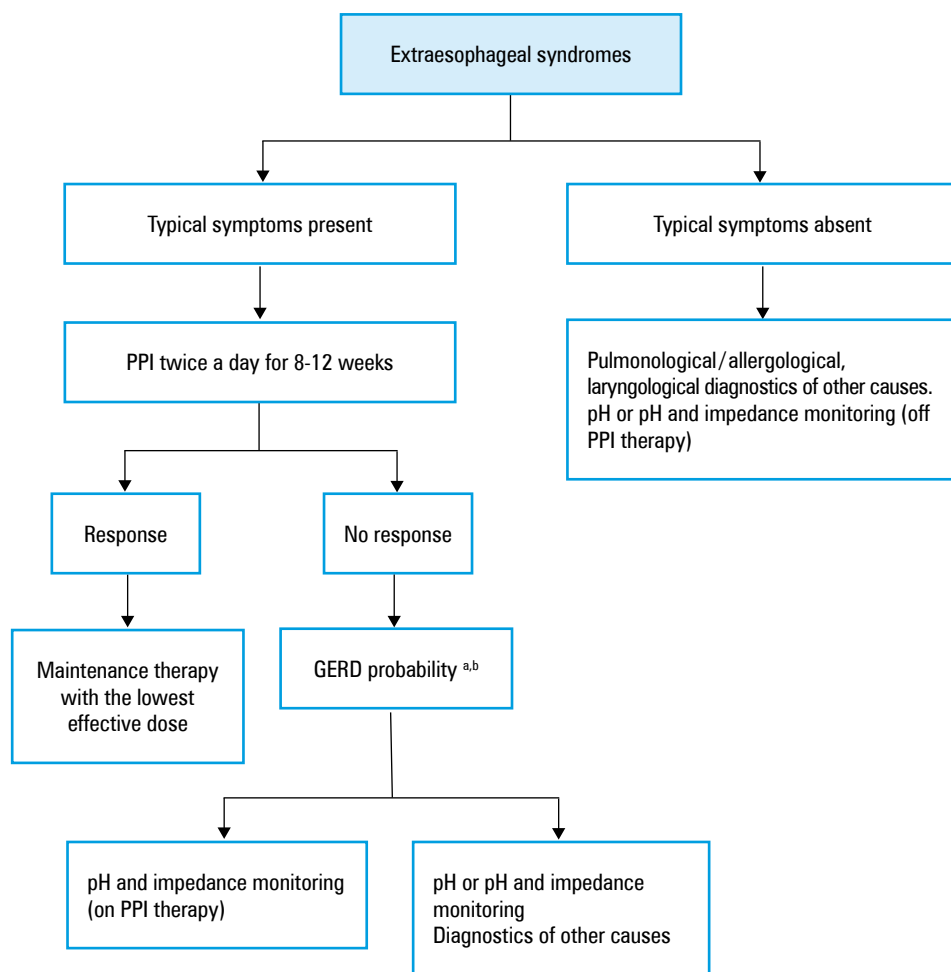 Extraesophageal syndromes
Typical symptoms present
Typical symptoms absent
PPI twice a day for 8-12 weeks
Pulmonological/allergological,
laryngological diagnostics of other causes.
pH or pH and impedance monitoring (off
PPI therapy)
Response
No response
Maintenance therapy
with the lowest
effective dose
GERD probability a,b
pH and impedance monitoring
(on PPI therapy)
pH or pH and impedance
monitoring
Diagnostics of other causes